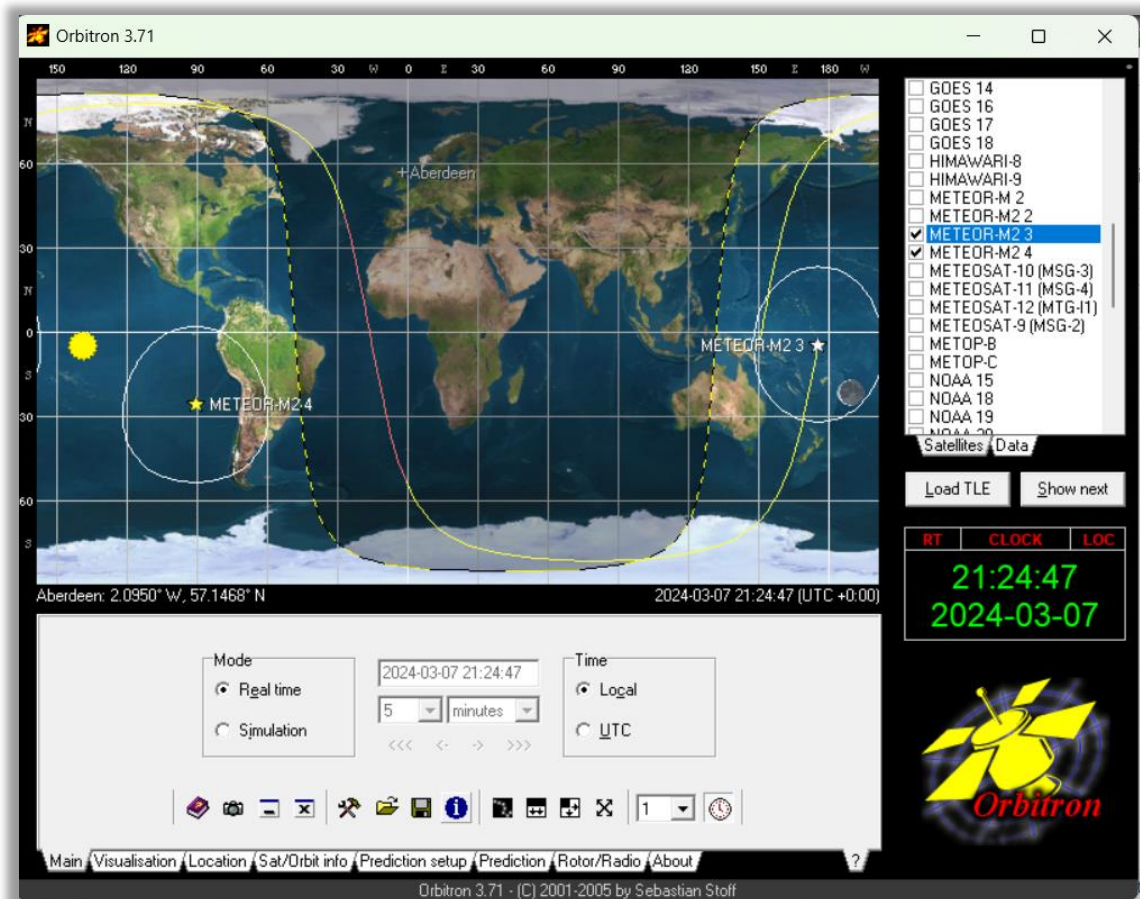 Orbitron 3.71
150 120 90 60 30 W 0 E 30 60 90 120 150 E 180 W
N
60
30
N
0
S
30
60
S
+Aberdeen
METEOR-M2 3
METEOR-M2 4
Aberdeen: 2.0950° W, 57.1468° N
2024-03-07 21:24:47 (UTC +0:00)
GOES 14
GOES 16
GOES 17
GOES 18
HIMAWARI-8
HIMAWARI-9
METEOR-M 2
METEOR-M2 2
METEOR-M2 3
METEOR-M2 4
METEOSAT-10 (MSG-3)
METEOSAT-11 (MSG-4)
METEOSAT-12 (MTG-I1)
METEOSAT-9 (MSG-2)
METOP-B
METOP-C
NOAA 15
NOAA 18
NOAA 19
NOAA 20
Satellites Data
Load TLE Show next
RT CLOCK LOC
21:24:47
2024-03-07
Mode
Real time
Simulation
2024-03-07 21:24:47
5 minutes
<<< <- -> >>>
Time
Local
UTC
1
Orbitron
Main Visualisation Location Sat/Orbit info Prediction setup Prediction Rotor/Radio About ?
Orbitron 3.71 - (C) 2001-2005 by Sebastian Stoff